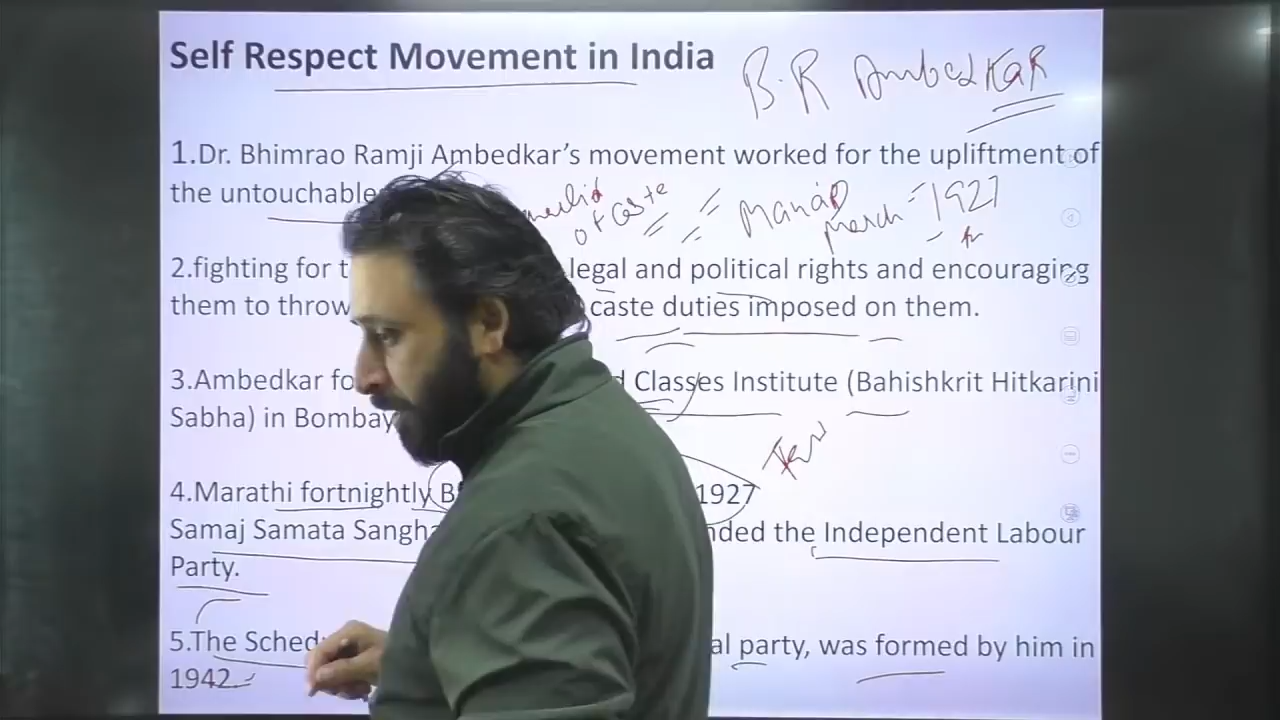 Self Respect Movement in India
B.R AmbedKaR
1.Dr. Bhimrao Ramji Ambedkar's movement worked for the upliftment of
the untouchable
of caste = Mahad March - 1927
2.fighting for t legal and political rights and encouraging
them to throw caste duties imposed on them.
3.Ambedkar fo d Classes Institute (Bahishkrit Hitkarini
Sabha) in Bombay
4.Marathi fortnightly B 1927
Samaj Samata Sangha nded the Independent Labour
Party.
5.The Sched al party, was formed by him in
1942